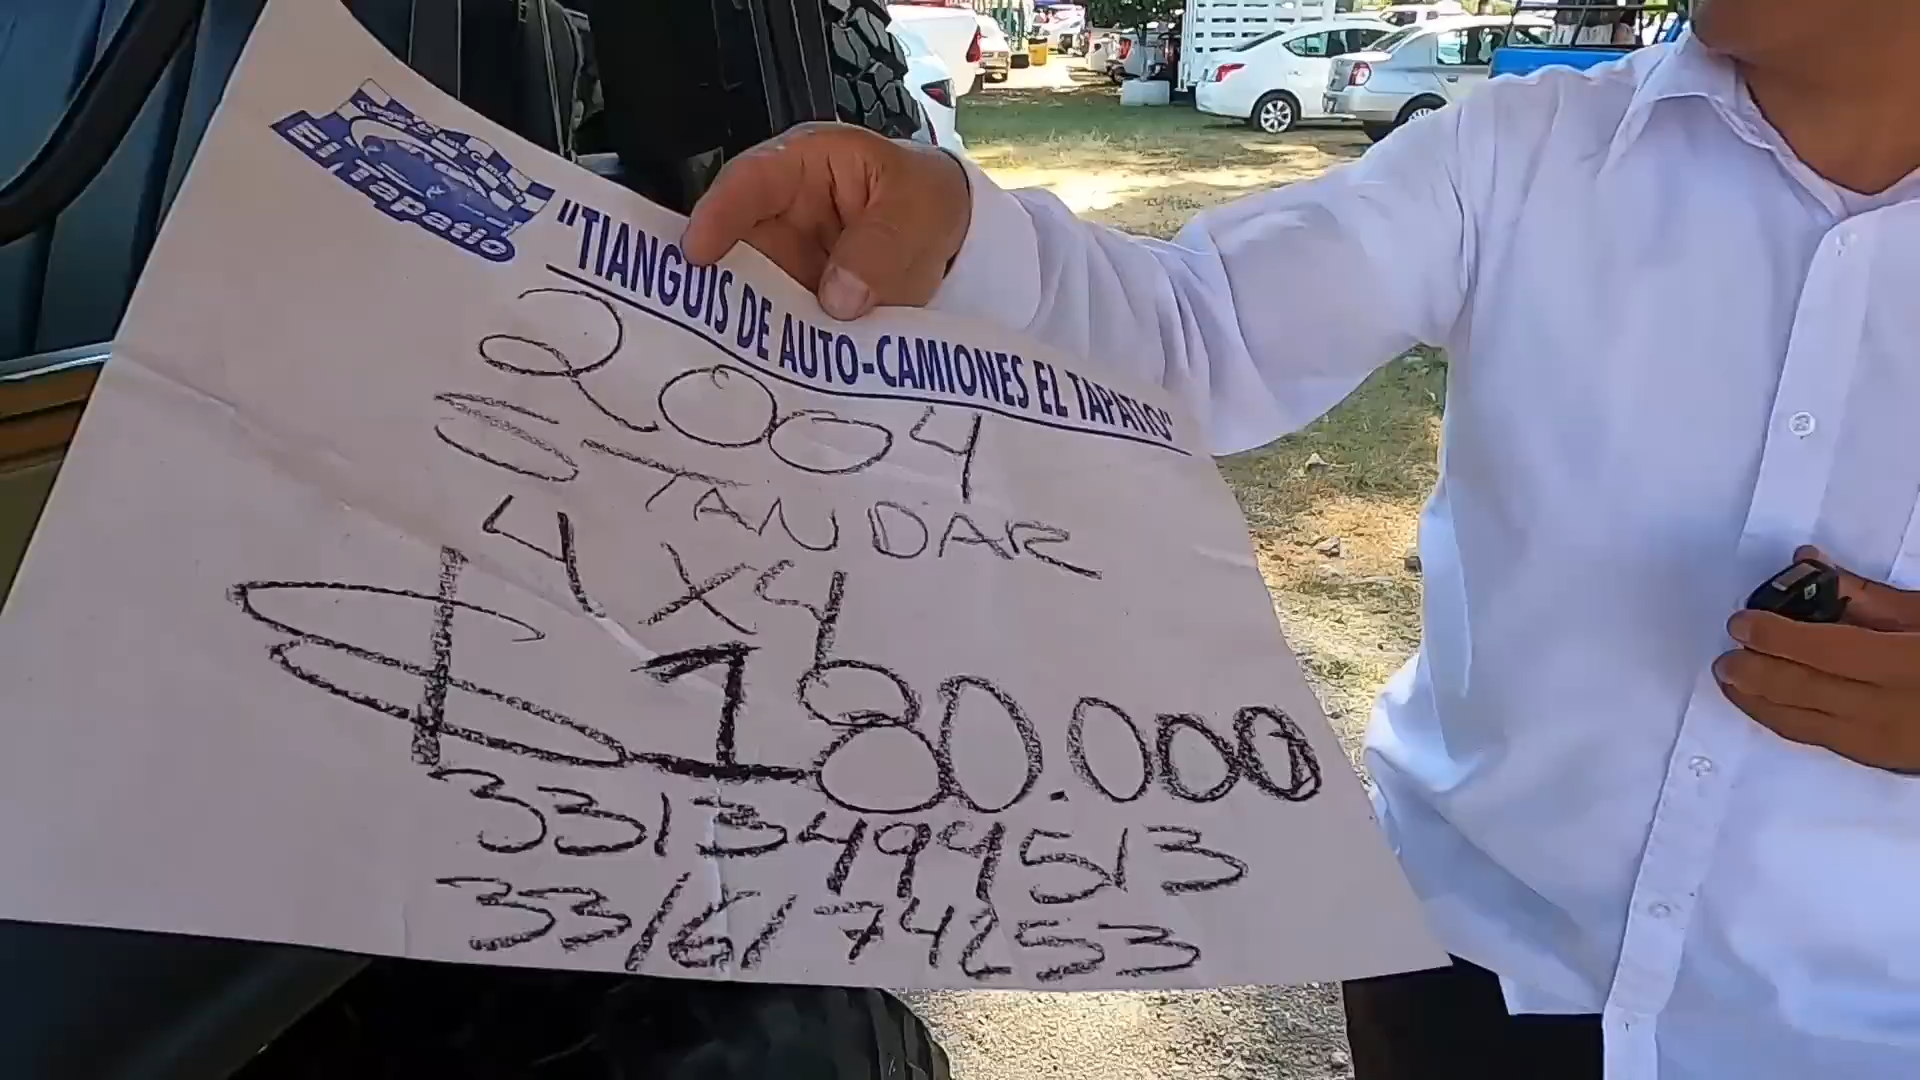 El Tapatio
"TIANGUIS DE AUTO-CAMIONES EL TAPATIO"
2004
STANDAR
4X4
$180.000
3313499513
3316174253